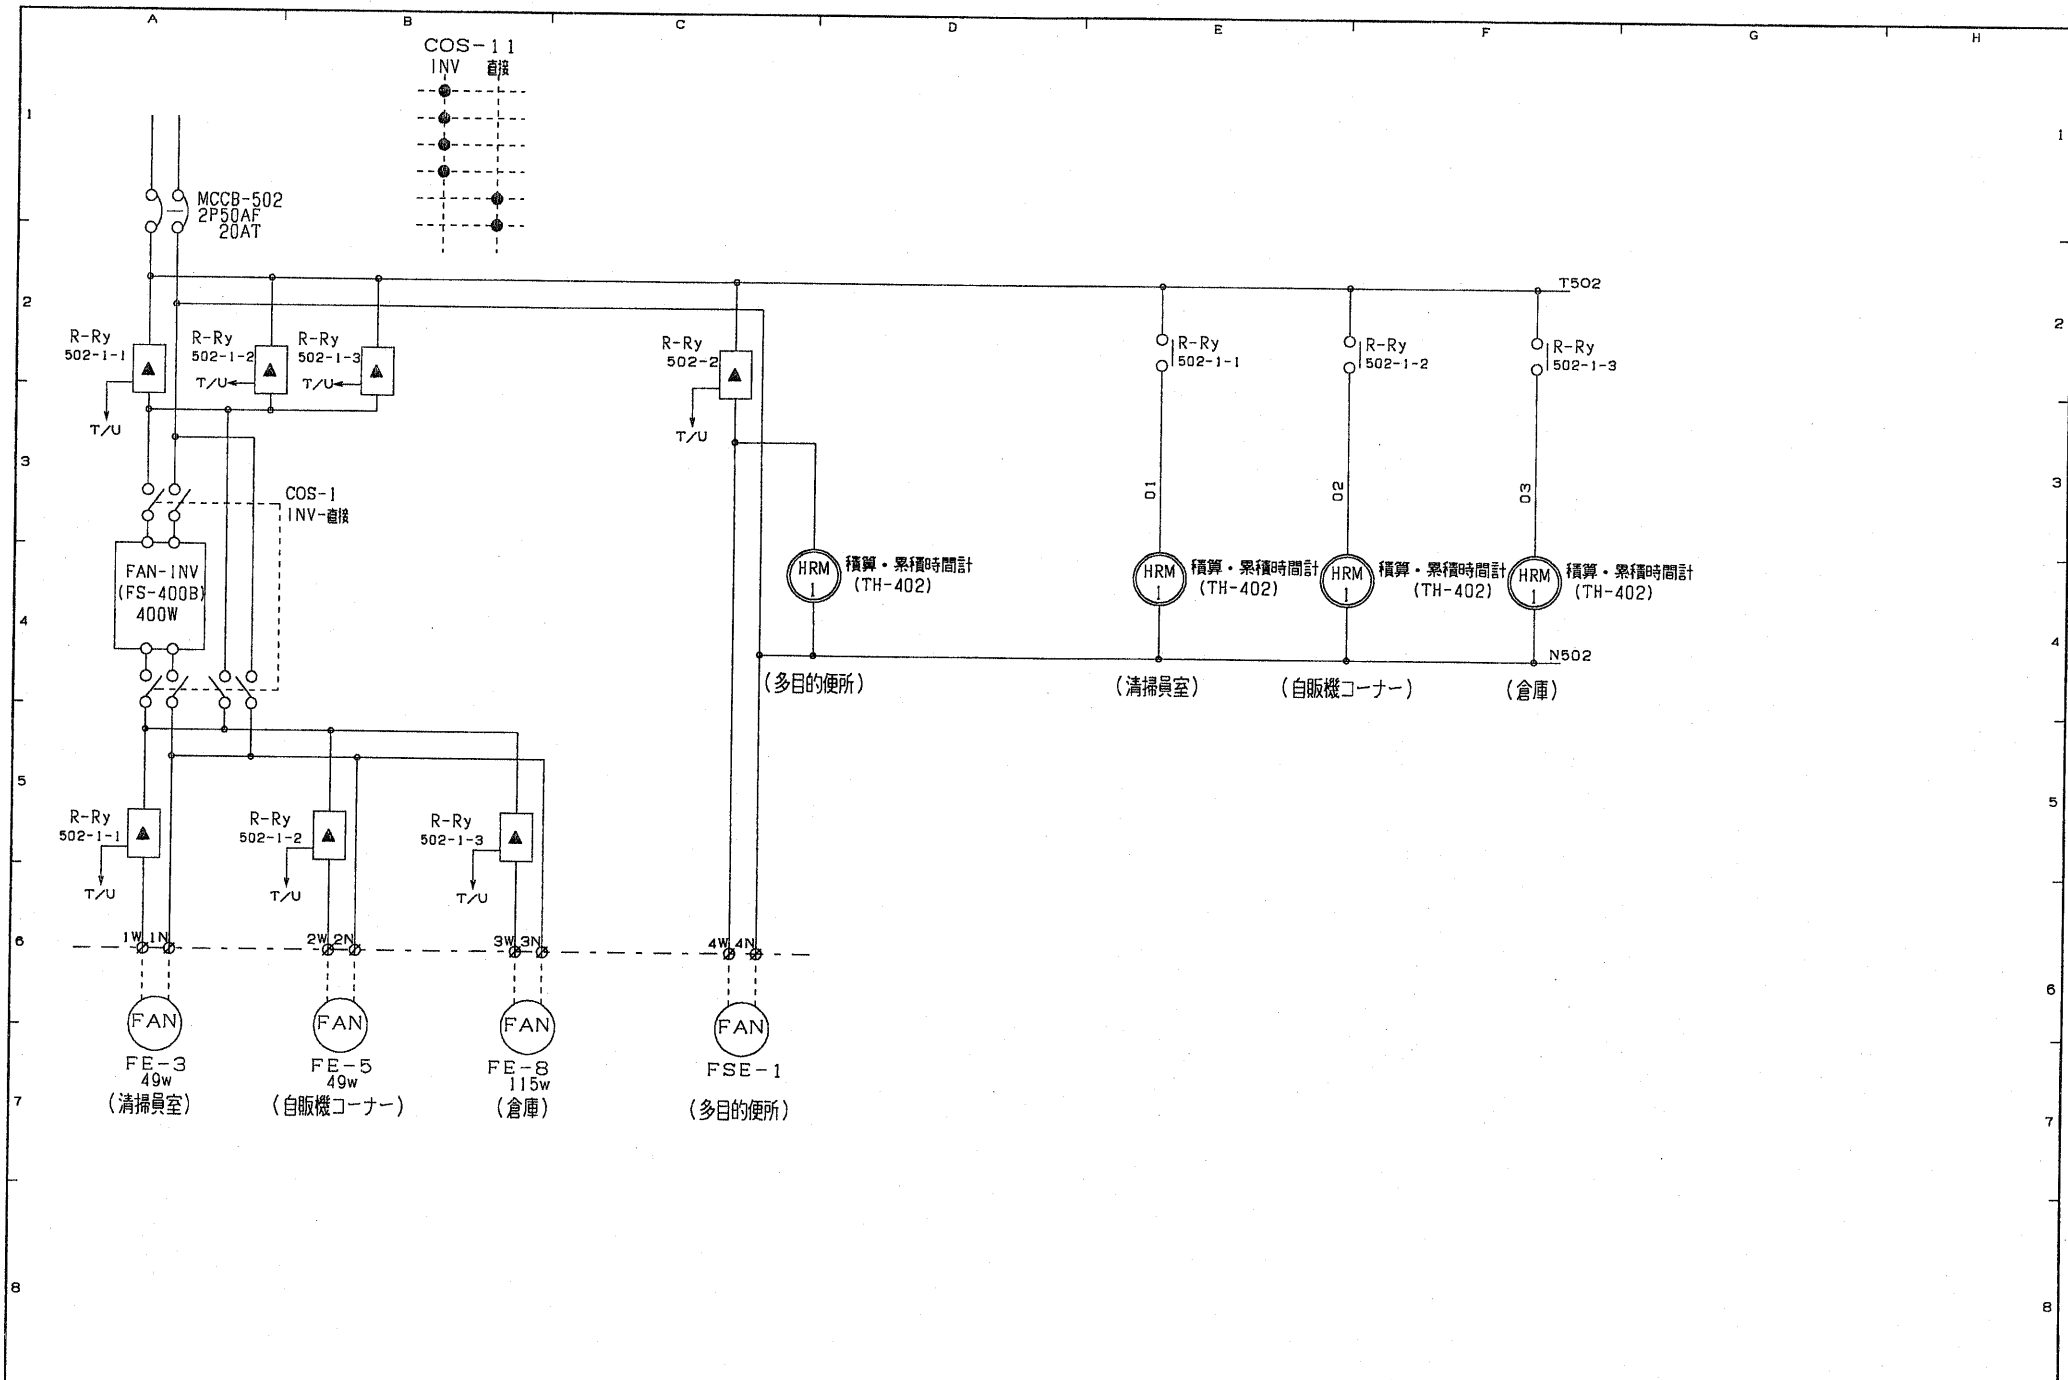 A
B
C
D
E
F
G
H
COS-11
INV 直接
1
1
MCCB-502
2P50AF
20AT
2
2
T502
R-Ry
502-1-1
T/U
R-Ry
502-1-2
T/U
R-Ry
502-1-3
T/U
R-Ry
502-2
T/U
R-Ry
502-1-1
R-Ry
502-1-2
R-Ry
502-1-3
3
3
COS-1
INV-直接
01
02
03
FAN-INV
(FS-400B)
400W
HRM
1
積算・累積時間計
(TH-402)
HRM
1
積算・累積時間計
(TH-402)
HRM
1
積算・累積時間計
(TH-402)
HRM
1
積算・累積時間計
(TH-402)
4
4
N502
(多目的便所)
(清掃員室)
(自販機コーナー)
(倉庫)
5
5
R-Ry
502-1-1
T/U
R-Ry
502-1-2
T/U
R-Ry
502-1-3
T/U
6
6
1W 1N
2W 2N
3W 3N
4W 4N
FAN
FE-3
49w
(清掃員室)
FAN
FE-5
49w
(自販機コーナー)
FAN
FE-8
115w
(倉庫)
FAN
FSE-1
(多目的便所)
7
7
8
8